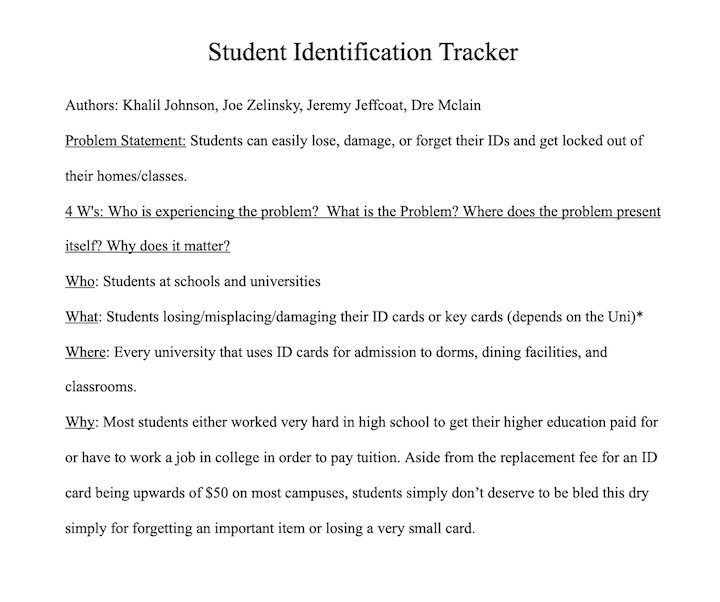 Student Identification Tracker
Authors: Khalil Johnson, Joe Zelinsky, Jeremy Jeffcoat, Dre Mclain
Problem Statement: Students can easily lose, damage, or forget their IDs and get locked out of
their homes/classes.
4 W's: Who is experiencing the problem?  What is the Problem? Where does the problem present
itself? Why does it matter?
Who: Students at schools and universities
What: Students losing/misplacing/damaging their ID cards or key cards (depends on the Uni)*
Where: Every university that uses ID cards for admission to dorms, dining facilities, and
classrooms.
Why: Most students either worked very hard in high school to get their higher education paid for
or have to work a job in college in order to pay tuition. Aside from the replacement fee for an ID
card being upwards of $50 on most campuses, students simply don’t deserve to be bled this dry
simply for forgetting an important item or losing a very small card.